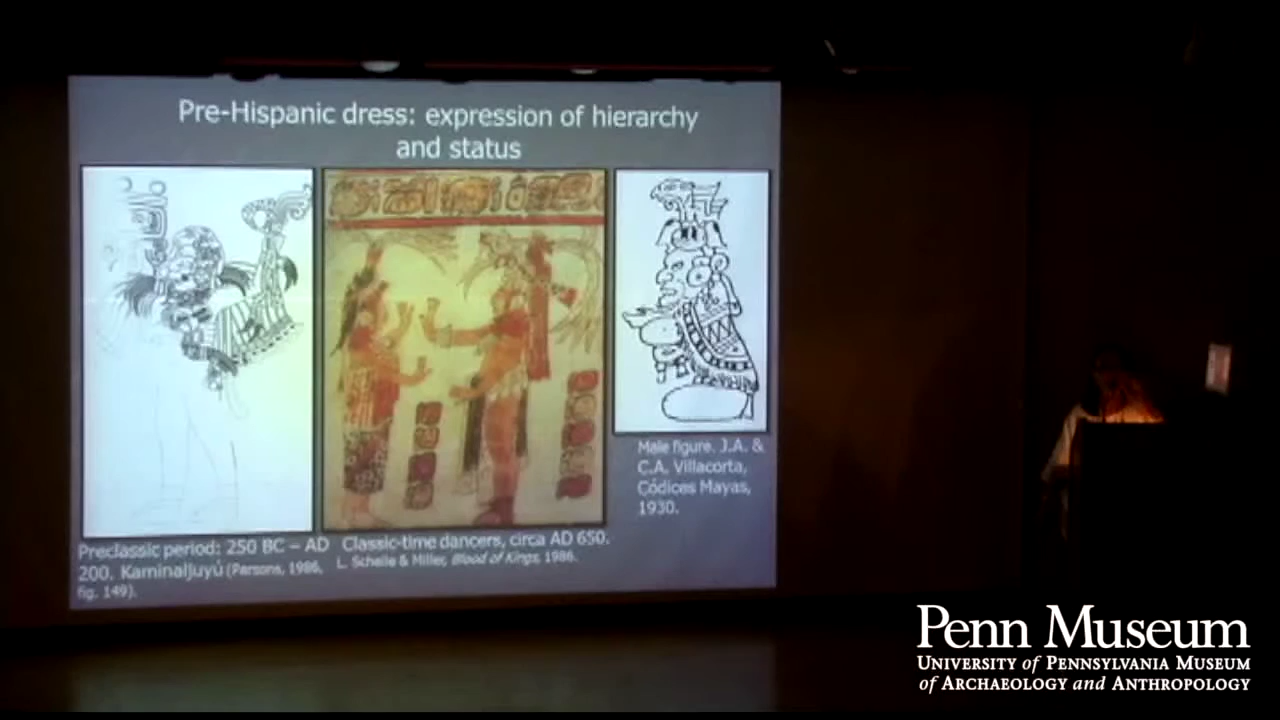 Pre-Hispanic dress: expression of hierarchy
and status
Preclassic period: 250 BC – AD
200. Kaminaljuyú (Parsons, 1986,
fig. 149).
Classic-time dancers, circa AD 650.
L. Schele & Miller, Blood of Kings, 1986.
Male figure. J.A. &
C.A. Villacorta,
Códices Mayas,
1930.
Penn Museum
UNIVERSITY of PENNSYLVANIA MUSEUM
of ARCHAEOLOGY and ANTHROPOLOGY